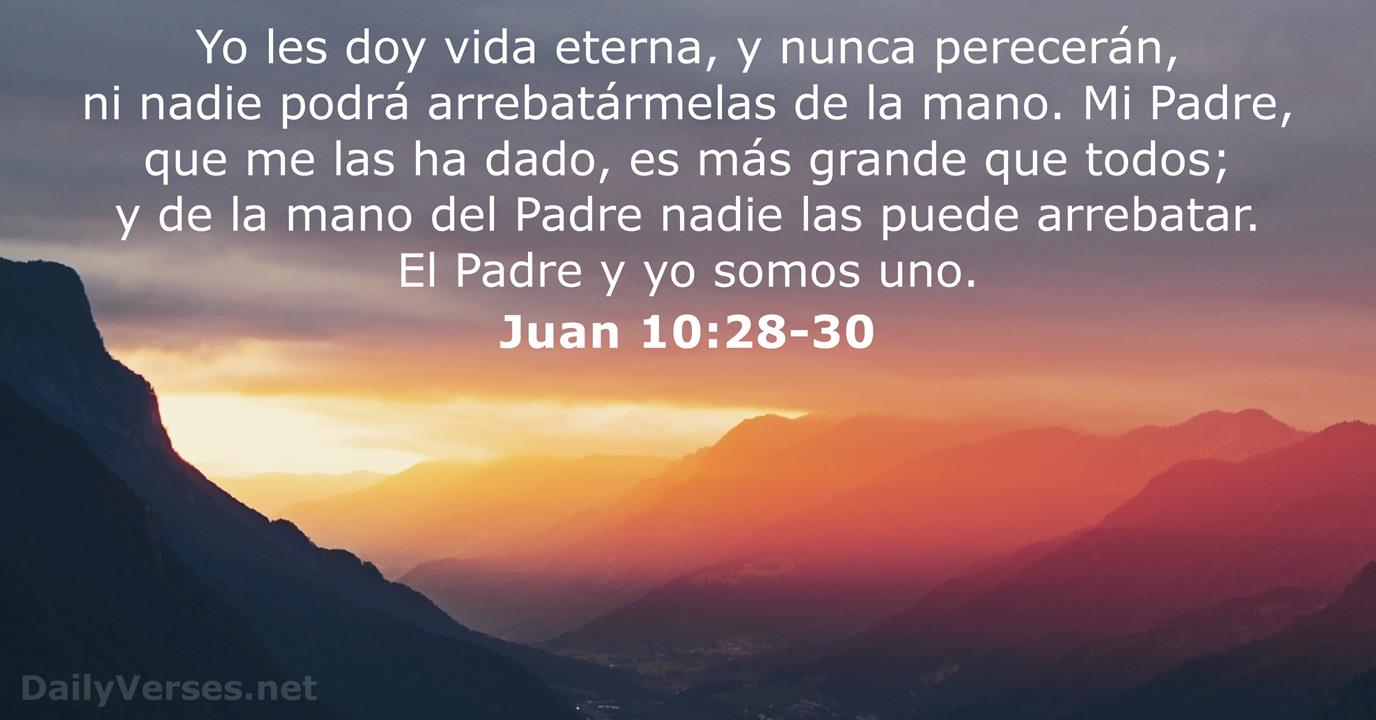 Yo les doy vida eterna, y nunca perecerán,
ni nadie podrá arrebatármelas de la mano. Mi Padre,
que me las ha dado, es más grande que todos;
y de la mano del Padre nadie las puede arrebatar.
El Padre y yo somos uno.
Juan 10:28-30
DailyVerses.net